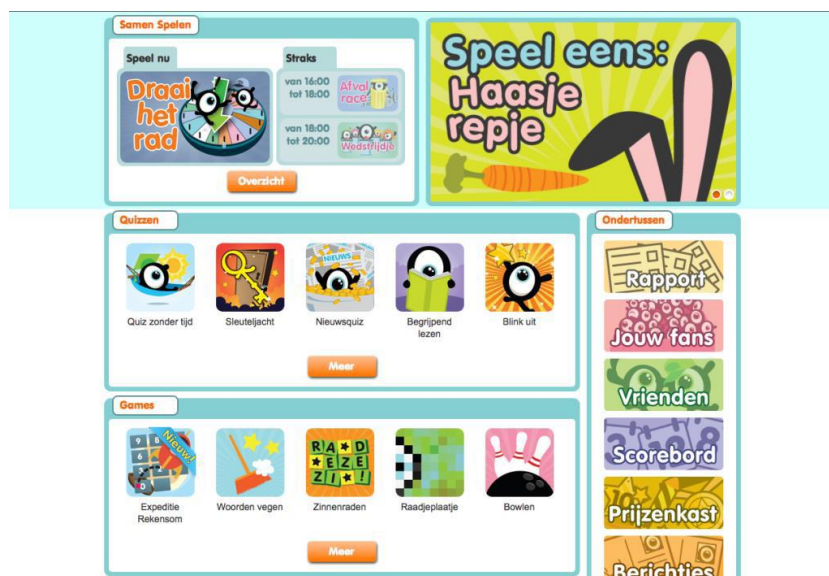 Samen Spelen
Speel nu
Draai
het
rad
Straks
van 16:00
tot 18:00
Afval
race
van 18:00
tot 20:00
Wedstrijdje
Overzicht
Speel eens:
Haasje
repje
Quizzen
NIEUWS
Quiz zonder tijd
Sleuteljacht
Nieuwsquiz
Begrijpend
lezen
Blink uit
Meer
Games
Nieuw!
RA★D
★EZE
ZI★!
Expeditie
Rekensom
Woorden vegen
Zinnenraden
Raadjeplaatje
Bowlen
Meer
Ondertussen
Rapport
Jouw fans
Vrienden
Scorebord
Prijzenkast
Berichtjes